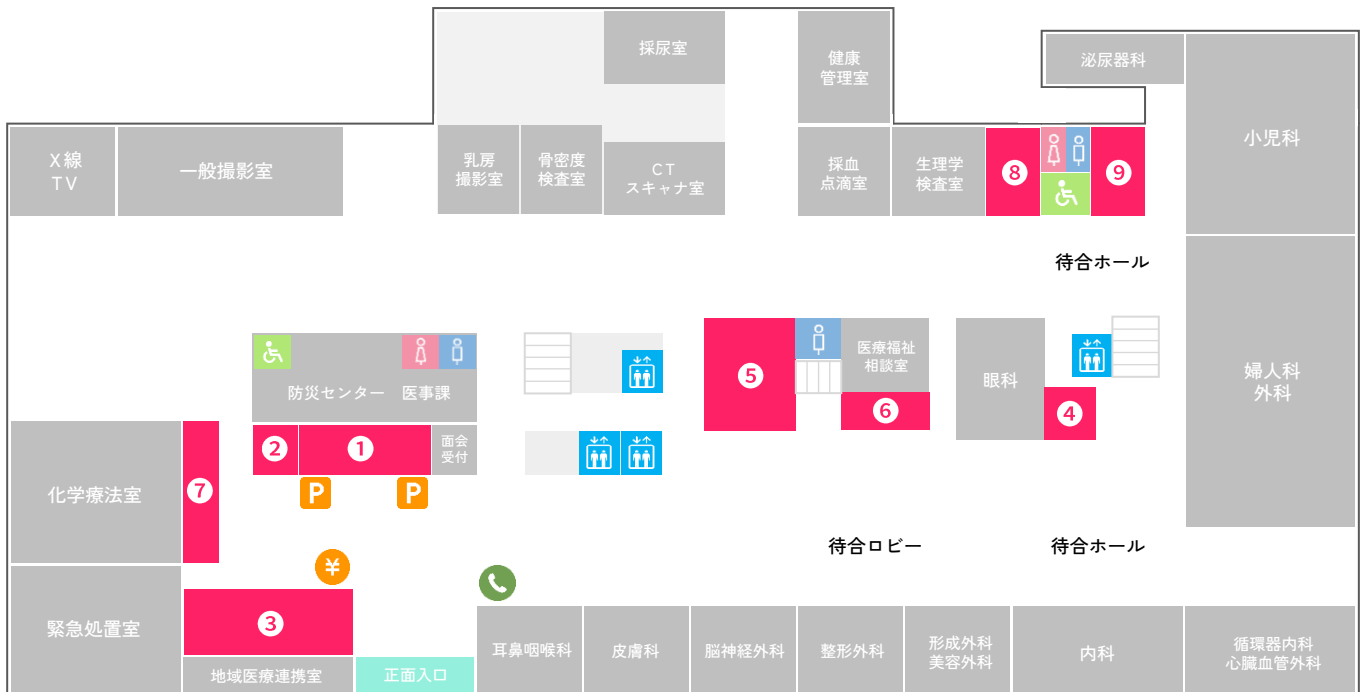 採尿室
健康
管理室
泌尿器科
小児科
X線
TV
一般撮影室
乳房
撮影室
骨密度
検査室
CT
スキャナ室
採血
点滴室
生理学
検査室
8
9
待合ホール
防災センター 医事課
5
医療福祉
相談室
6
眼科
4
婦人科
外科
2
1
面会
受付
P
P
化学療法室
7
待合ロビー
待合ホール
¥
緊急処置室
3
地域医療連携室
正面入口
耳鼻咽喉科
皮膚科
脳神経外科
整形外科
形成外科
美容外科
内科
循環器内科
心臓血管外科